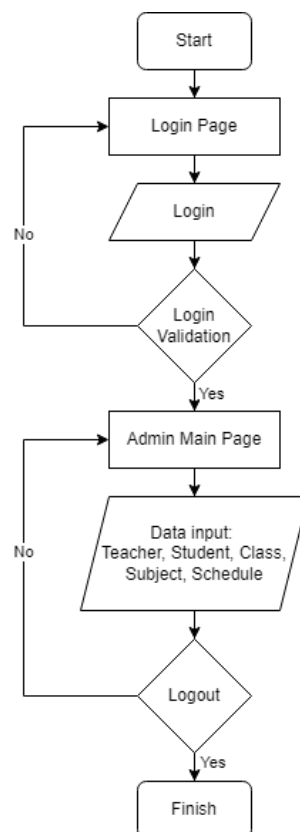 Start
Login Page
Login
No
Login
Validation
Yes
Admin Main Page
Data input:
Teacher, Student, Class,
Subject, Schedule
No
Logout
Yes
Finish